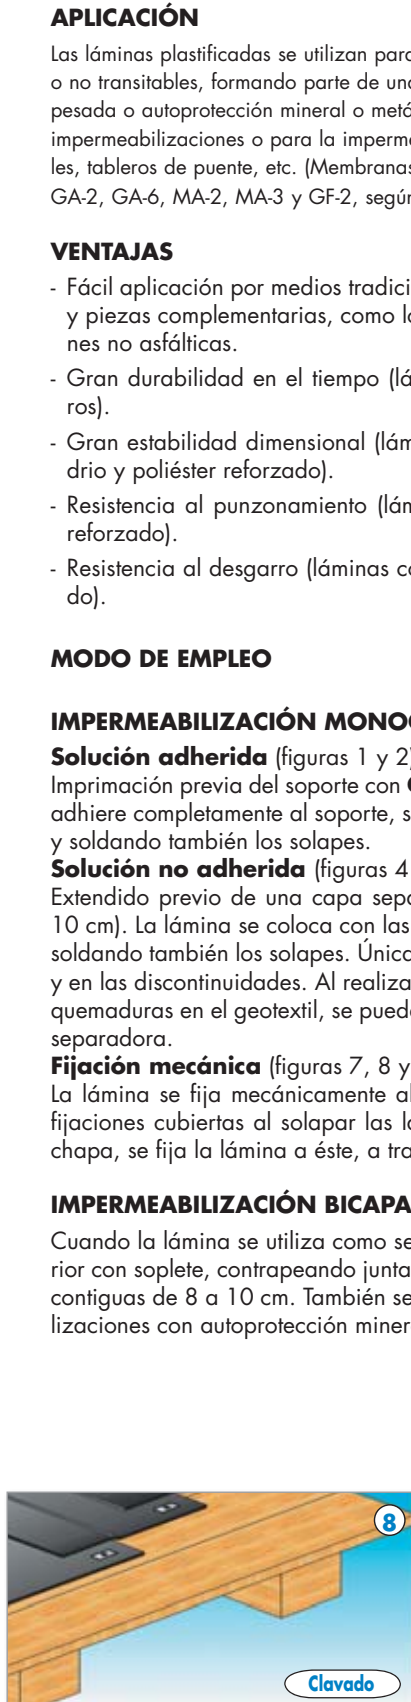 APLICACIÓN
Las láminas plastificadas se utilizan para
o no transitables, formando parte de una
pesada o autoprotección mineral o metá
impermeabilizaciones o para la imperme
les, tableros de puente, etc. (Membranas
GA-2, GA-6, MA-2, MA-3 y GF-2, según
VENTAJAS
- Fácil aplicación por medios tradici
y piezas complementarias, como la
nes no asfálticas.
- Gran durabilidad en el tiempo (lá
ros).
- Gran estabilidad dimensional (lám
drio y poliéster reforzado).
- Resistencia al punzonamiento (lám
reforzado).
- Resistencia al desgarro (láminas co
do).
MODO DE EMPLEO
IMPERMEABILIZACIÓN MONOC
Solución adherida (figuras 1 y 2)
Imprimación previa del soporte con
adhiere completamente al soporte, s
y soldando también los solapes.
Solución no adherida (figuras 4
Extendido previo de una capa sepa
10 cm). La lámina se coloca con las
soldando también los solapes. Única
y en las discontinuidades. Al realiza
quemaduras en el geotextil, se puede
separadora.
Fijación mecánica (figuras 7, 8 y
La lámina se fija mecánicamente al
fijaciones cubiertas al solapar las lá
chapa, se fija la lámina a éste, a tra
IMPERMEABILIZACIÓN BICAPA
Cuando la lámina se utiliza como se
rior con soplete, contrapeando junta
contiguas de 8 a 10 cm. También se
lizaciones con autoprotección miner
8
Clavado